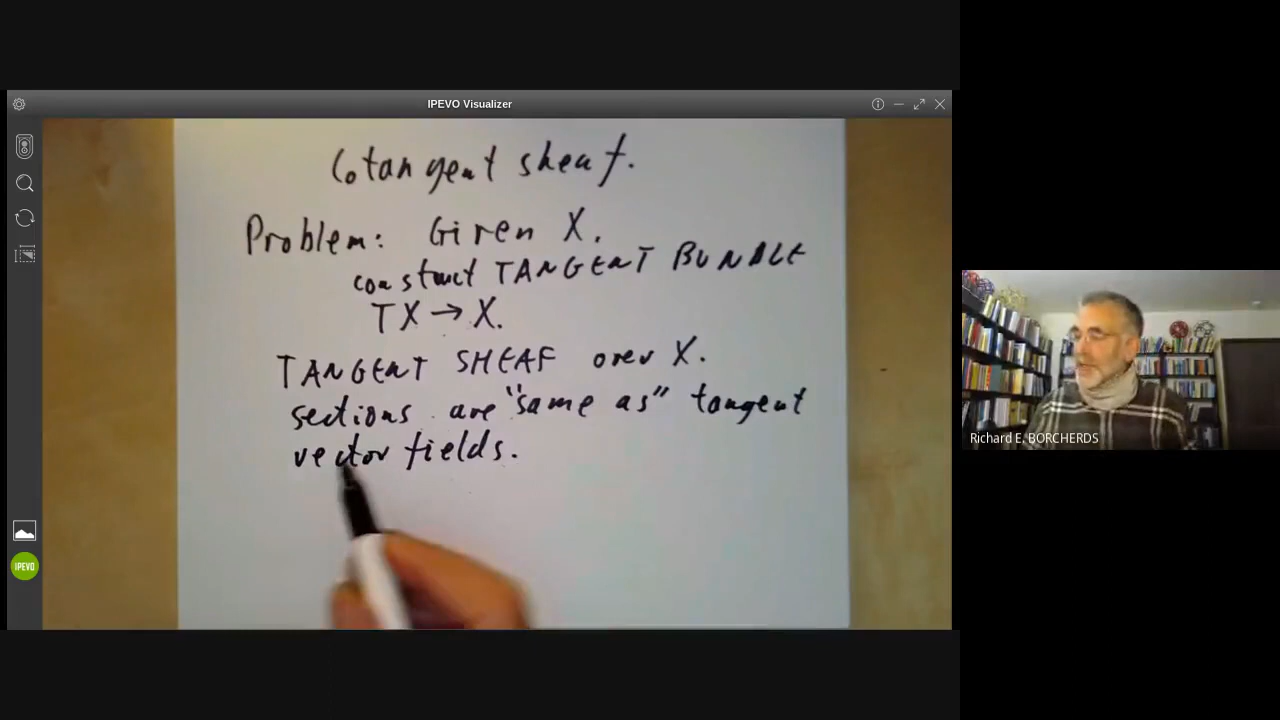 IPEVO Visualizer
Cotangent sheaf.
Problem: Given X.
construct TANGENT BUNDLE
TX → X.
TANGENT SHEAF over X.
sections are "same as" tangent
vector fields.
IPEVO
Richard E, BORCHERDS